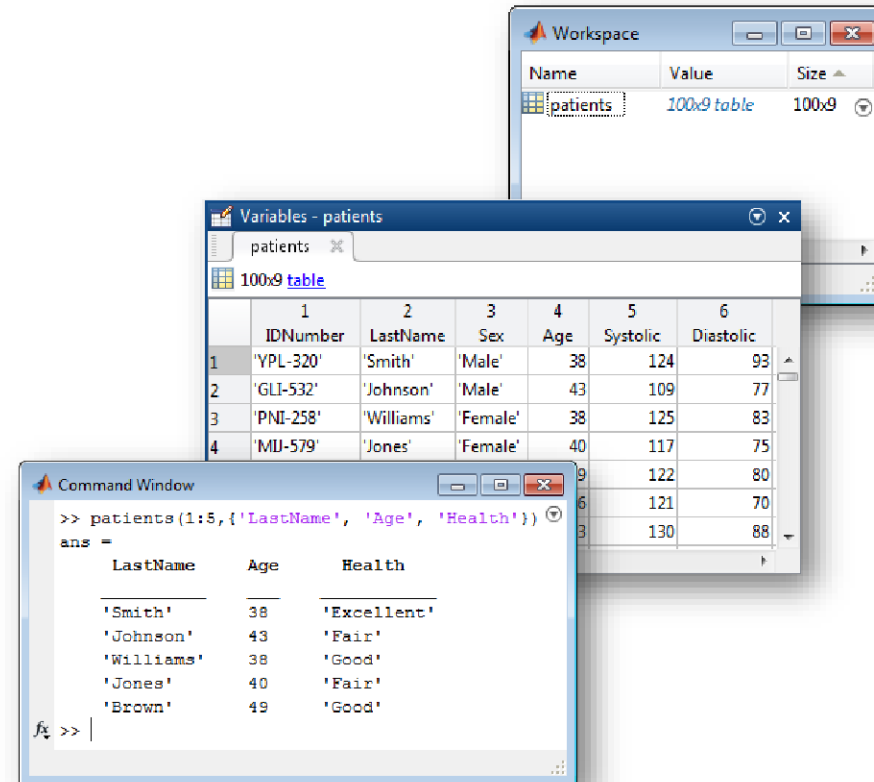 Workspace
Name Value Size
patients 100x9 table 100x9
Variables - patients
patients
100x9 table
1 2 3 4 5 6
IDNumber LastName Sex Age Systolic Diastolic
1 'YPL-320' 'Smith' 'Male' 38 124 93
2 'GLI-532' 'Johnson' 'Male' 43 109 77
3 'PNI-258' 'Williams' 'Female' 38 125 83
4 'MIJ-579' 'Jones' 'Female' 40 117 75
9 122 80
6 121 70
3 130 88
Command Window
>> patients(1:5,{'LastName', 'Age', 'Health'})
ans =
LastName Age Health
'Smith' 38 'Excellent'
'Johnson' 43 'Fair'
'Williams' 38 'Good'
'Jones' 40 'Fair'
'Brown' 49 'Good'
fx >>